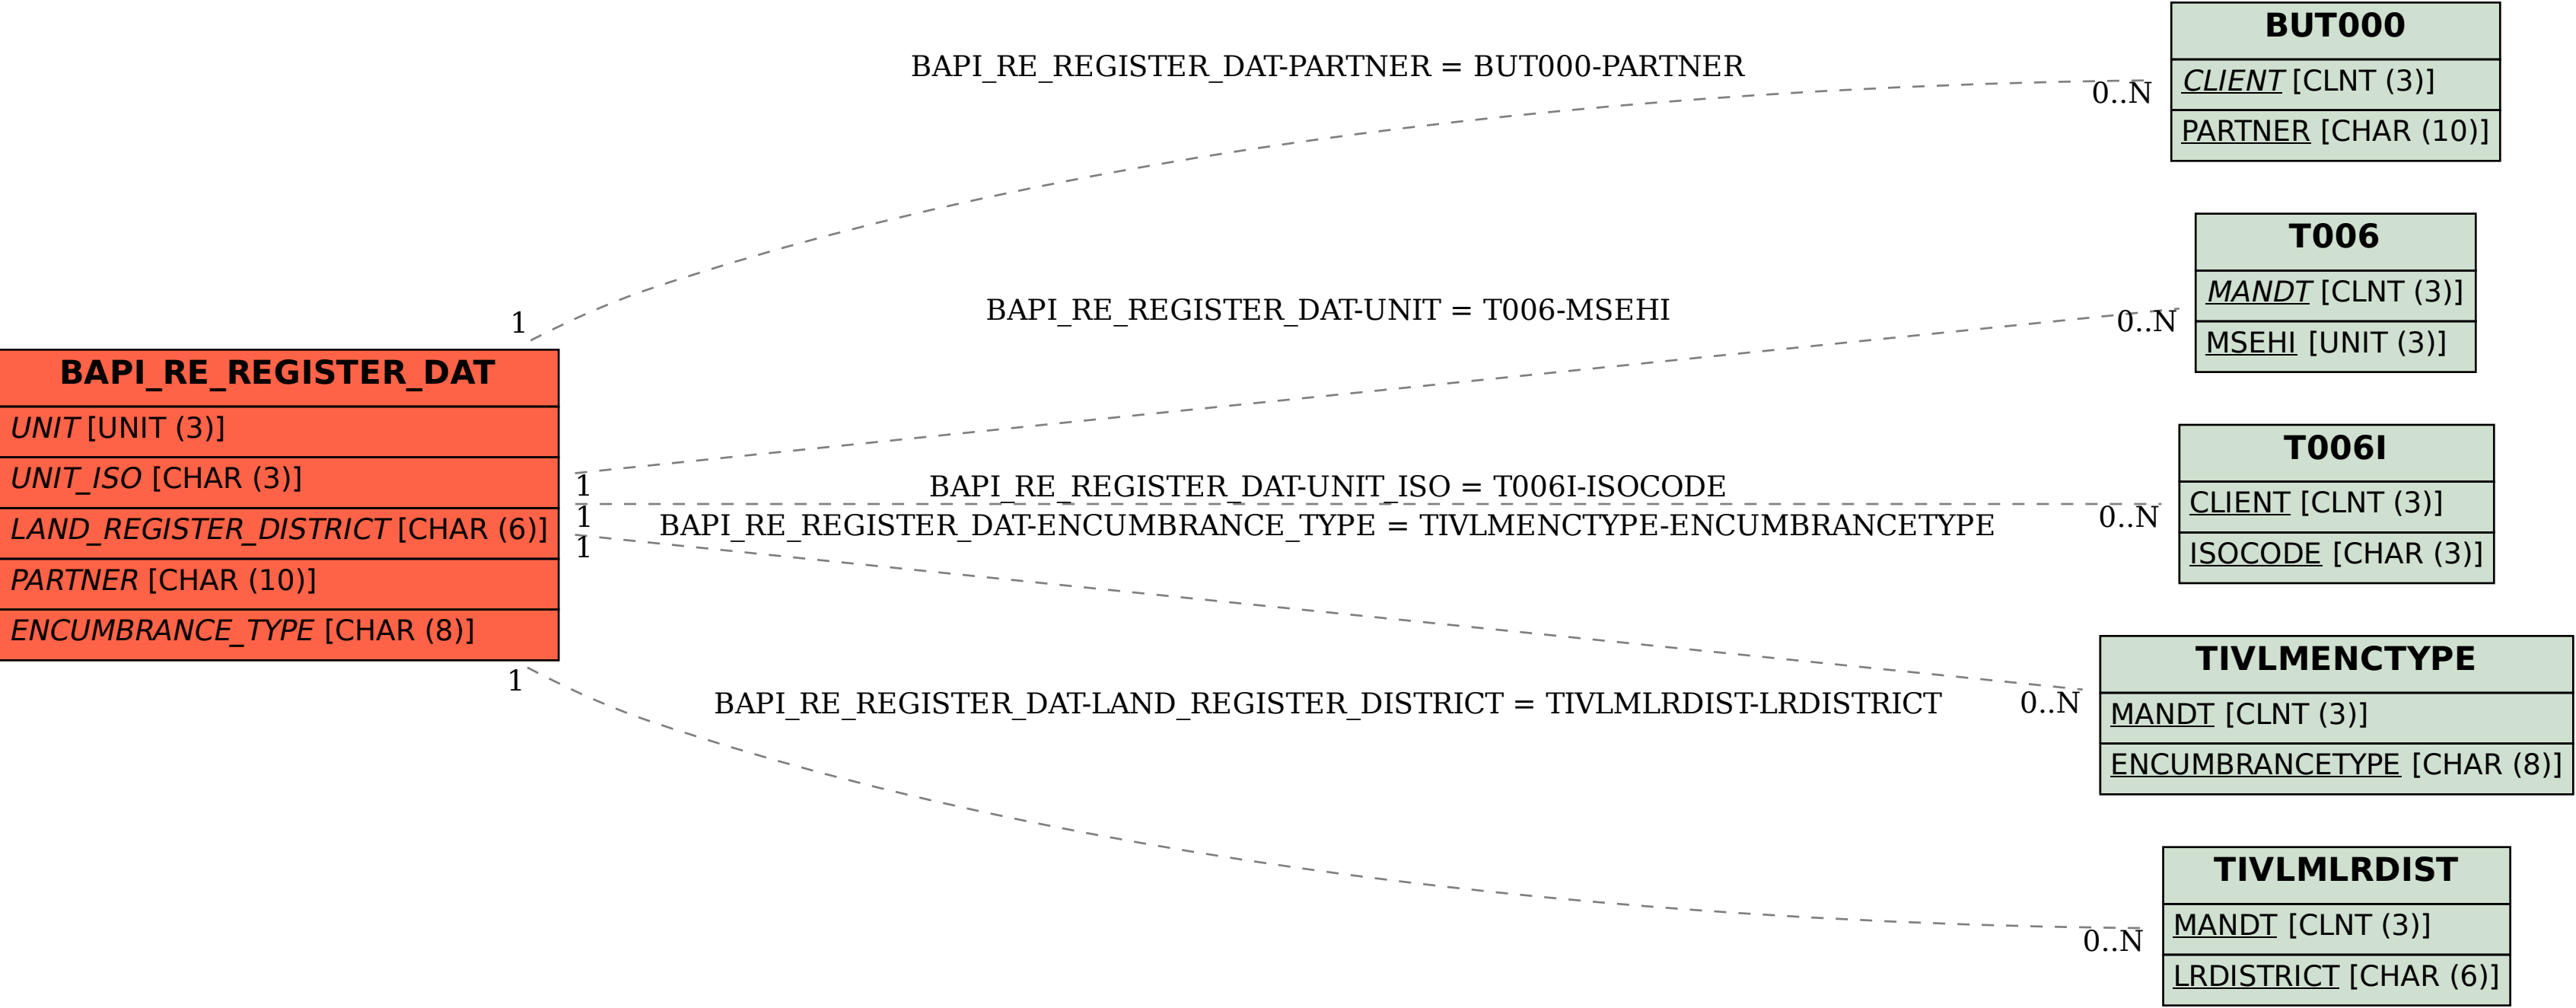 BUT000
CLIENT [CLNT (3)]
PARTNER [CHAR (10)]
BAPI_RE_REGISTER_DAT-PARTNER = BUT000-PARTNER
0..N
1
T006
MANDT [CLNT (3)]
MSEHI [UNIT (3)]
BAPI_RE_REGISTER_DAT-UNIT = T006-MSEHI
0..N
1
BAPI_RE_REGISTER_DAT
UNIT [UNIT (3)]
UNIT_ISO [CHAR (3)]
LAND_REGISTER_DISTRICT [CHAR (6)]
PARTNER [CHAR (10)]
ENCUMBRANCE_TYPE [CHAR (8)]
T006I
CLIENT [CLNT (3)]
ISOCODE [CHAR (3)]
BAPI_RE_REGISTER_DAT-UNIT_ISO = T006I-ISOCODE
0..N
1
BAPI_RE_REGISTER_DAT-ENCUMBRANCE_TYPE = TIVLMENCTYPE-ENCUMBRANCETYPE
1
0..N
TIVLMENCTYPE
MANDT [CLNT (3)]
ENCUMBRANCETYPE [CHAR (8)]
1
BAPI_RE_REGISTER_DAT-LAND_REGISTER_DISTRICT = TIVLMLRDIST-LRDISTRICT
0..N
TIVLMLRDIST
MANDT [CLNT (3)]
LRDISTRICT [CHAR (6)]